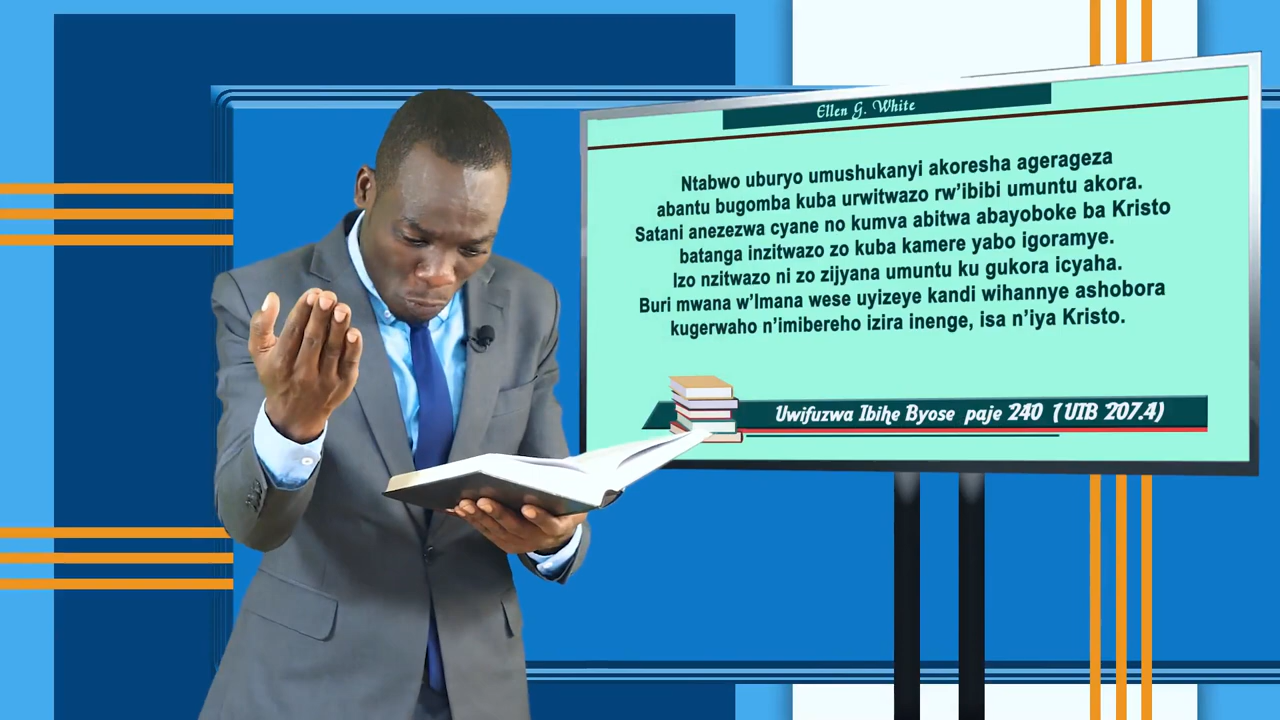 Ellen G. White
Ntabwo uburyo umushukanyi akoresha agerageza
abantu bugomba kuba urwitwazo rw'ibibi umuntu akora.
Satani anezezwa cyane no kumva abitwa abayoboke ba Kristo
batanga inzitwazo zo kuba kamere yabo igoramye.
Izo nzitwazo ni zo zijyana umuntu ku gukora icyaha.
Buri mwana w'Imana wese uyizeye kandi wihannye ashobora
kugerwaho n'imibereho izira inenge, isa n'iya Kristo.
Uwifuzwa Ibihe Byose paje 240 (UIB 207.4)